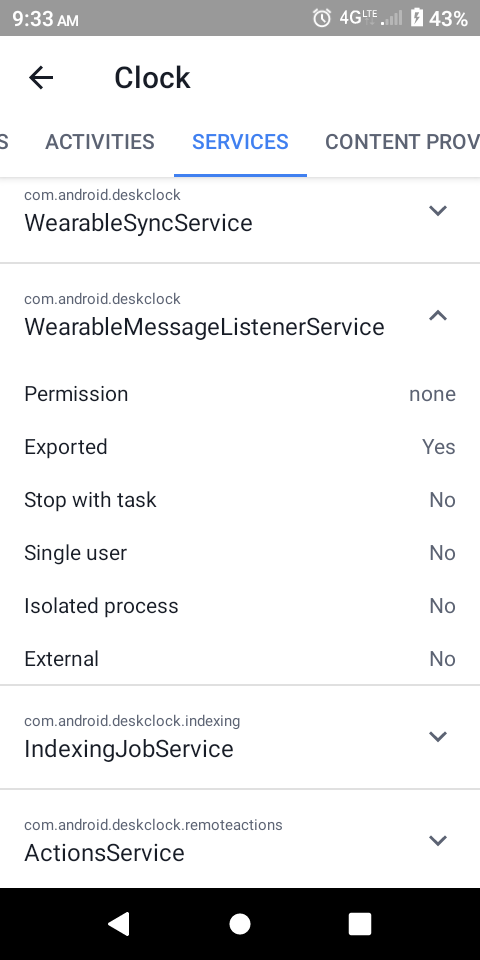 9:33 AM 4G LTE 43%
Clock
S ACTIVITIES SERVICES CONTENT PROV
com.android.deskclock
WearableSyncService
com.android.deskclock
WearableMessageListenerService
Permission none
Exported Yes
Stop with task No
Single user No
Isolated process No
External No
com.android.deskclock.indexing
IndexingJobService
com.android.deskclock.remoteactions
ActionsService